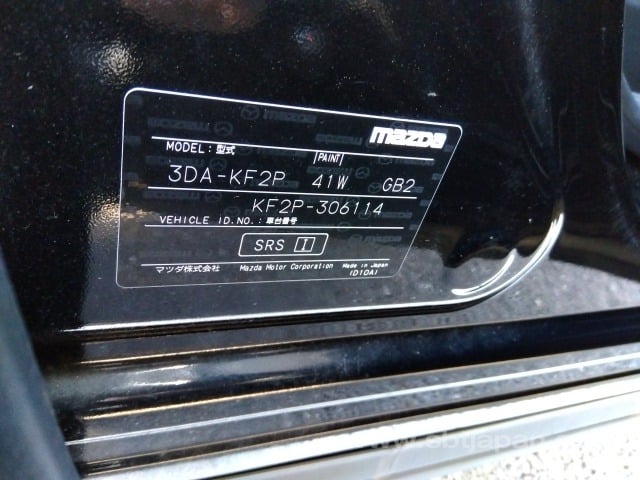 mazda
MODEL: 型式 PAINT
3DA-KF2P 41W GB2
KF2P-306114
VEHICLE ID.NO.: 車台番号
SRS I
マツダ株式会社 Mazda Motor Corporation Made in Japan
(D10A)